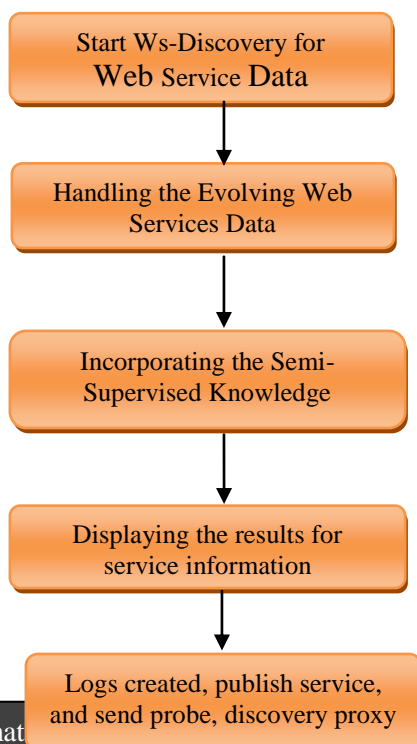 Start Ws-Discovery for
Web Service Data
Handling the Evolving Web
Services Data
Incorporating the Semi-
Supervised Knowledge
Displaying the results for
service information
Logs created, publish service,
and send probe, discovery proxy